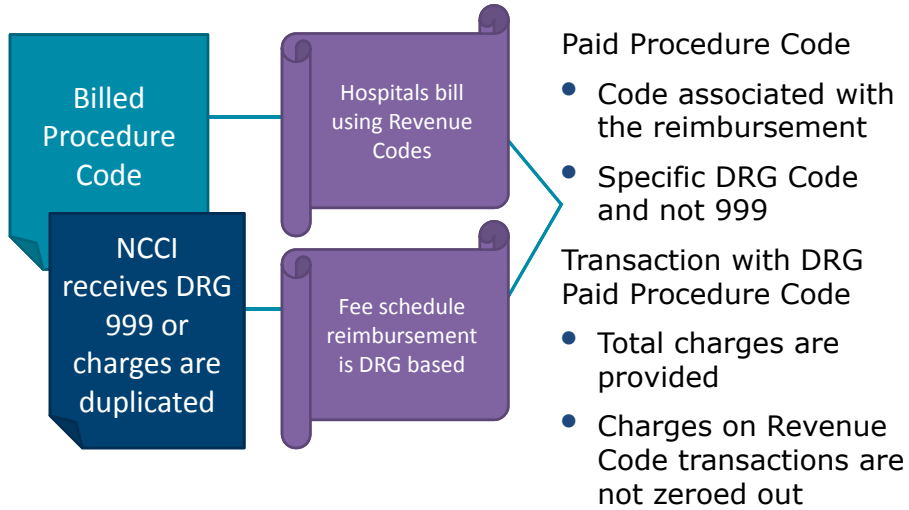 Billed
Procedure
Code
NCCI
receives DRG
999 or
charges are
duplicated
Hospitals bill
using Revenue
Codes
Fee schedule
reimbursement
is DRG based
Paid Procedure Code
• Code associated with
the reimbursement
• Specific DRG Code
and not 999
Transaction with DRG
Paid Procedure Code
• Total charges are
provided
• Charges on Revenue
Code transactions are
not zeroed out